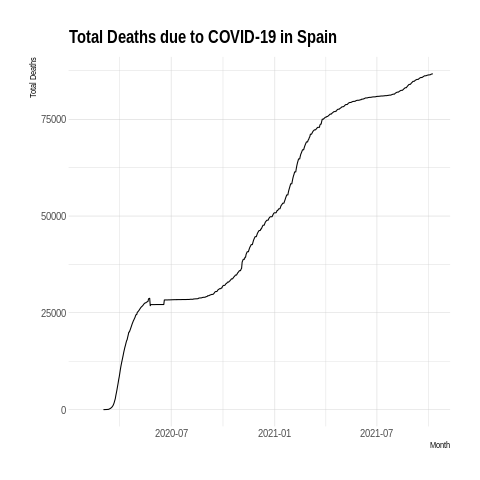 Total Deaths due to COVID-19 in Spain
Total Deaths
75000
50000
25000
0
2020-07
2021-01
2021-07
Month